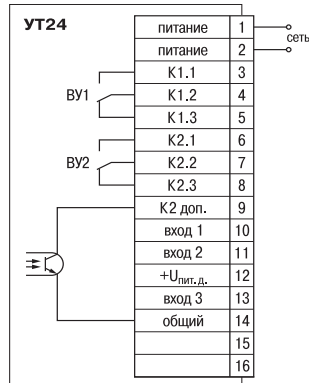 УТ24
питание 1
питание 2
сеть
К1.1 3
ВУ1
К1.2 4
К1.3 5
К2.1 6
ВУ2
К2.2 7
К2.3 8
К2 доп. 9
вход 1 10
вход 2 11
+Uпит. д. 12
вход 3 13
общий 14
15
16